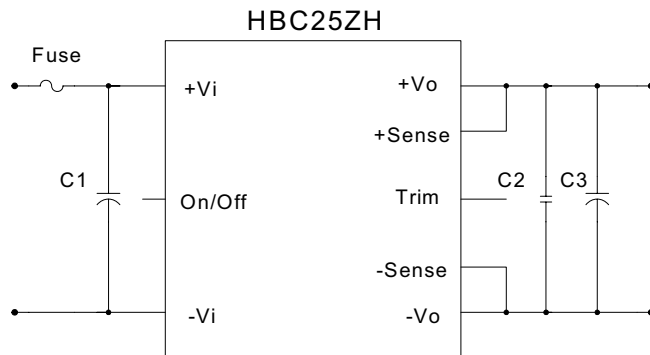 HBC25ZH
Fuse
+Vi
+Vo
+Sense
C1
On/Off
Trim
C2
C3
-Sense
-Vi
-Vo